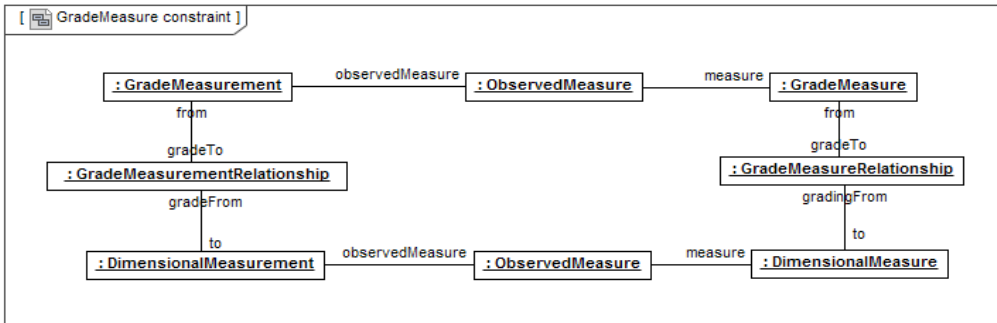 [ GradeMeasure constraint ]
: GradeMeasurement observedMeasure : ObservedMeasure measure : GradeMeasure
from from
gradeTo gradeTo
: GradeMeasurementRelationship : GradeMeasureRelationship
gradeFrom gradingFrom
to to
: DimensionalMeasurement observedMeasure : ObservedMeasure measure : DimensionalMeasure